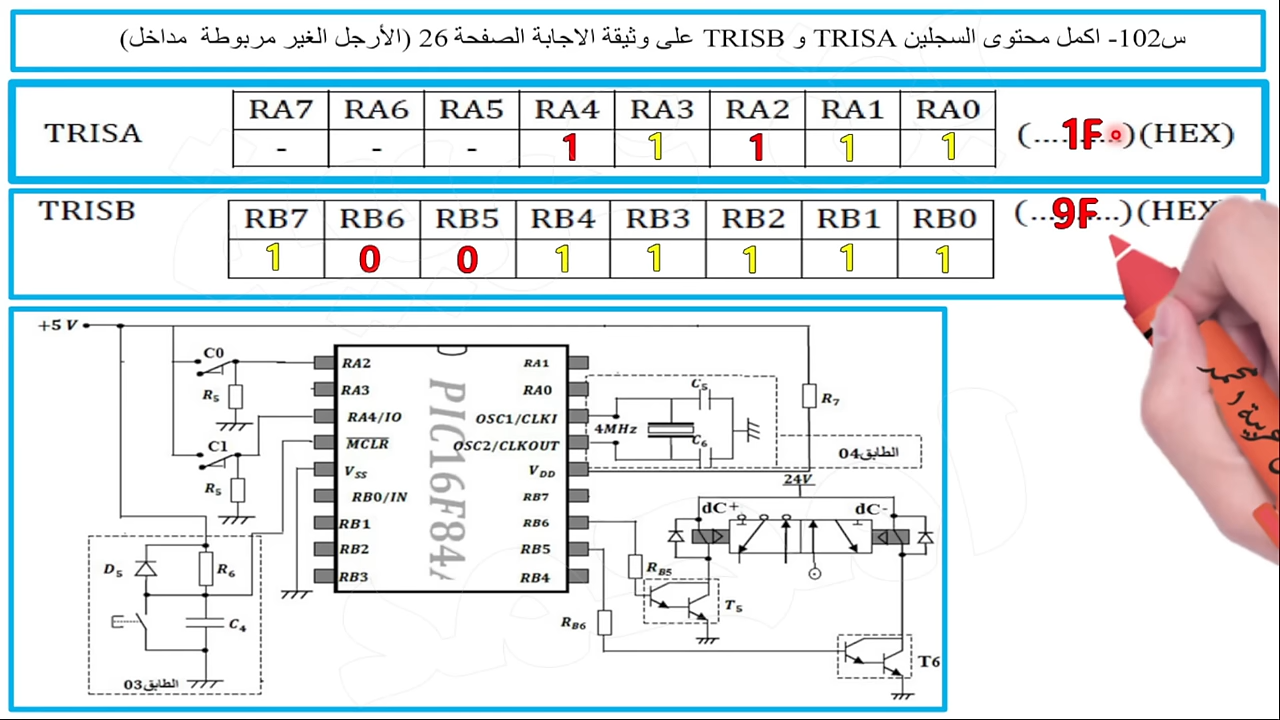 س102- اكمل محتوى السجلين TRISA و TRISB على وثيقة الاجابة الصفحة 26 (الأرجل الغير مربوطة مداخل)
TRISA
RA7 RA6 RA5 RA4 RA3 RA2 RA1 RA0
- - - 1 1 1 1 1
(...1F...)(HEX)
TRISB
RB7 RB6 RB5 RB4 RB3 RB2 RB1 RB0
1 0 0 1 1 1 1 1
(...9F...)(HEX
+5 V
C0
R5
C1
R5
D5
R6
C4
الطابق03
RA2
RA3
RA4/IO
MCLR
VSS
RB0/IN
RB1
RB2
RB3
PIC16F84A
RA1
RA0
OSC1/CLKI
OSC2/CLKOUT
VDD
RB7
RB6
RB5
RB4
C5
4MHz
C6
R7
الطابق04
24V
dC+
dC-
RB5
T5
RB6
T6